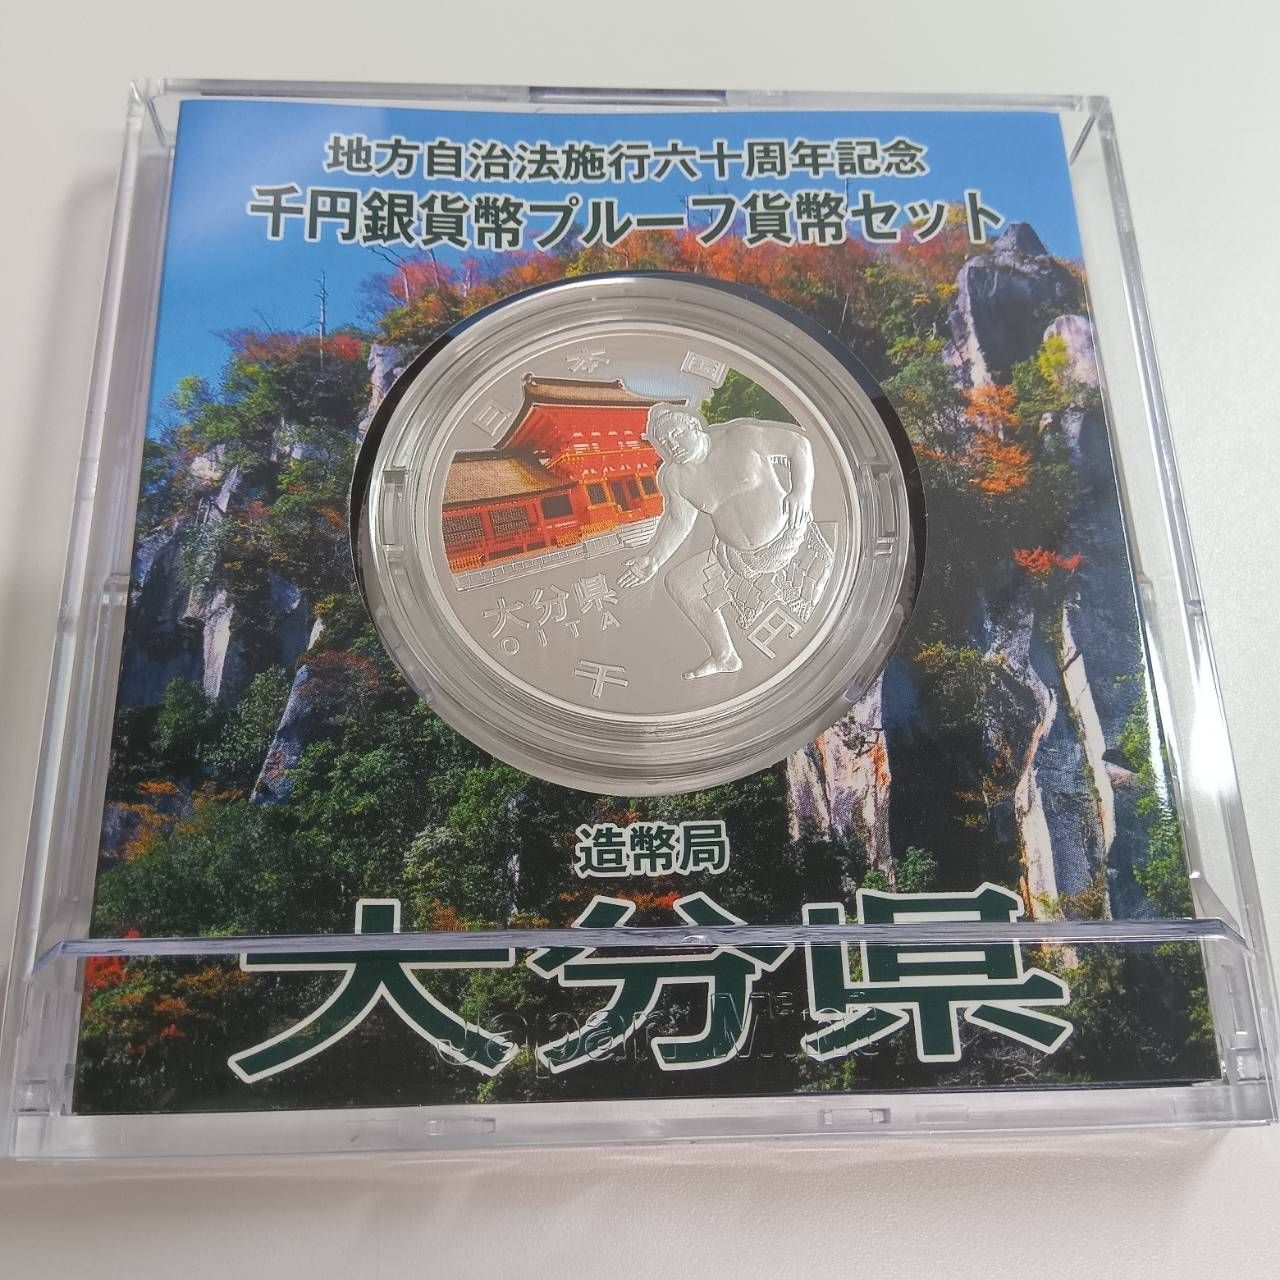 地方自治法施行六十周年記念
千円銀貨幣プルーフ貨幣セット
日本国
大分県
OITA
千円
造幣局
大分県
Japan Mint